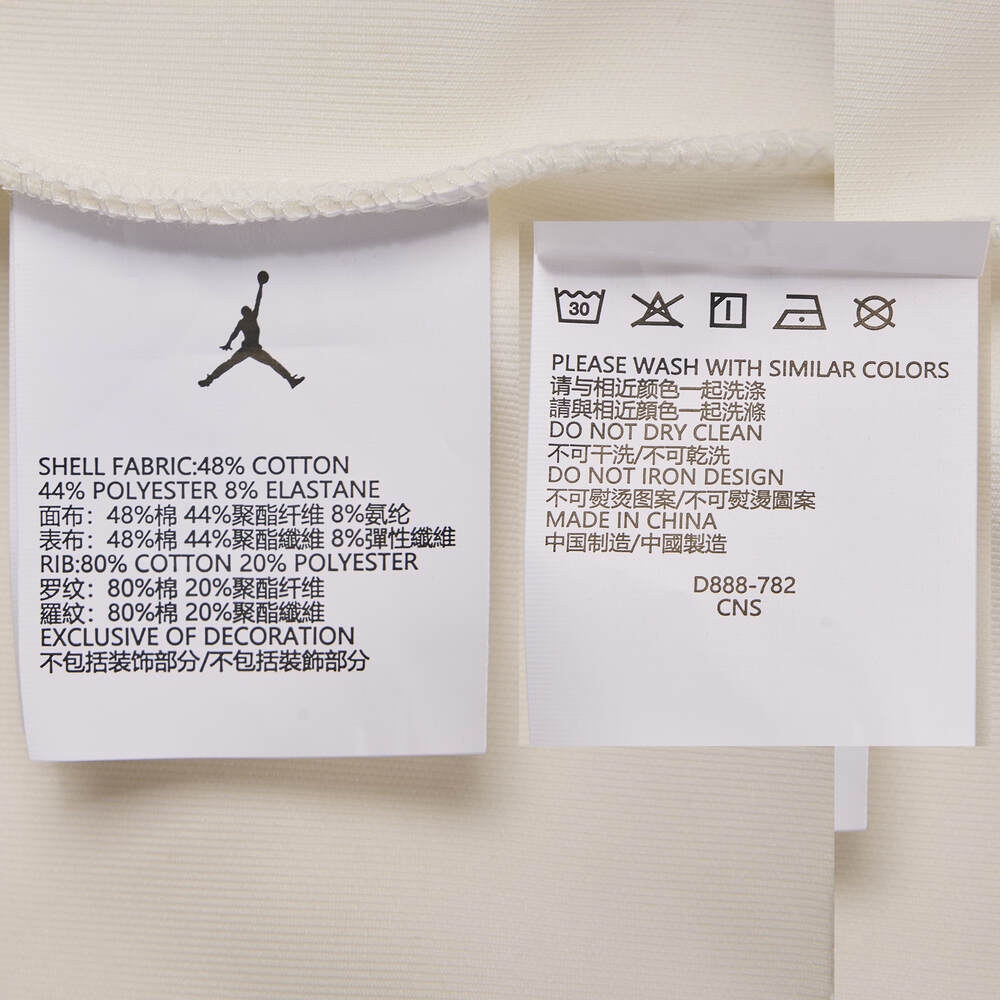 SHELL FABRIC:48% COTTON
44% POLYESTER 8% ELASTANE
面布：48%棉 44%聚酯纤维 8%氨纶
表布：48%棉 44%聚酯纖維 8%彈性纖維
RIB:80% COTTON 20% POLYESTER
罗纹：80%棉 20%聚酯纤维
羅紋：80%棉 20%聚酯纖維
EXCLUSIVE OF DECORATION
不包括装饰部分/不包括裝飾部分
30
PLEASE WASH WITH SIMILAR COLORS
请与相近颜色一起洗涤
請與相近顏色一起洗滌
DO NOT DRY CLEAN
不可干洗/不可乾洗
DO NOT IRON DESIGN
不可熨烫图案/不可熨燙圖案
MADE IN CHINA
中国制造/中國製造
D888-782
CNS